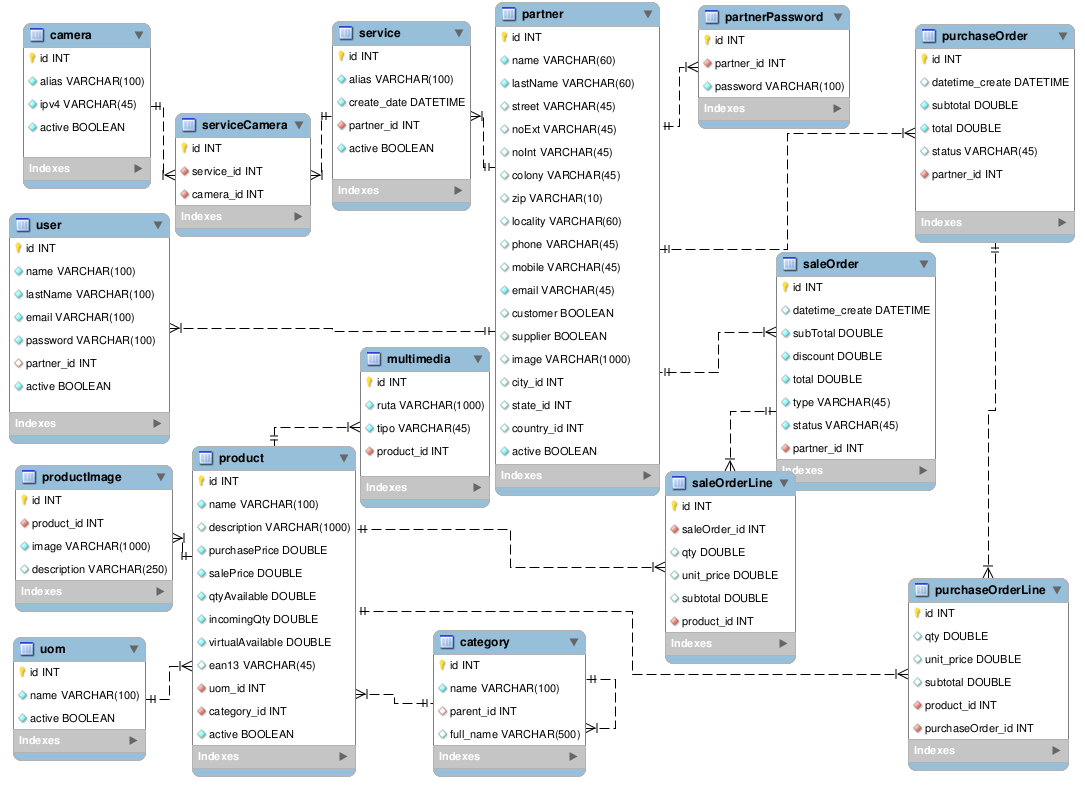 camera
id INT
alias VARCHAR(100)
ipv4 VARCHAR(45)
active BOOLEAN
Indexes
serviceCamera
id INT
service_id INT
camera_id INT
Indexes
service
id INT
alias VARCHAR(100)
create_date DATETIME
partner_id INT
active BOOLEAN
Indexes
partner
id INT
name VARCHAR(60)
lastName VARCHAR(60)
street VARCHAR(45)
noExt VARCHAR(45)
noInt VARCHAR(45)
colony VARCHAR(45)
zip VARCHAR(10)
locality VARCHAR(60)
phone VARCHAR(45)
mobile VARCHAR(45)
email VARCHAR(45)
customer BOOLEAN
supplier BOOLEAN
image VARCHAR(1000)
city_id INT
state_id INT
country_id INT
active BOOLEAN
Indexes
partnerPassword
id INT
partner_id INT
password VARCHAR(100)
Indexes
purchaseOrder
id INT
datetime_create DATETIME
subtotal DOUBLE
total DOUBLE
status VARCHAR(45)
partner_id INT
Indexes
user
id INT
name VARCHAR(100)
lastName VARCHAR(100)
email VARCHAR(100)
password VARCHAR(100)
partner_id INT
active BOOLEAN
Indexes
saleOrder
id INT
datetime_create DATETIME
subTotal DOUBLE
discount DOUBLE
total DOUBLE
type VARCHAR(45)
status VARCHAR(45)
partner_id INT
Indexes
multimedia
id INT
ruta VARCHAR(1000)
tipo VARCHAR(45)
product_id INT
Indexes
productImage
id INT
product_id INT
image VARCHAR(1000)
description VARCHAR(250)
Indexes
product
id INT
name VARCHAR(100)
description VARCHAR(1000)
purchasePrice DOUBLE
salePrice DOUBLE
qtyAvailable DOUBLE
incomingQty DOUBLE
virtualAvailable DOUBLE
ean13 VARCHAR(45)
uom_id INT
category_id INT
active BOOLEAN
Indexes
saleOrderLine
id INT
saleOrder_id INT
qty DOUBLE
unit_price DOUBLE
subtotal DOUBLE
product_id INT
Indexes
uom
id INT
name VARCHAR(100)
active BOOLEAN
Indexes
category
id INT
name VARCHAR(100)
parent_id INT
full_name VARCHAR(500)
Indexes
purchaseOrderLine
id INT
qty DOUBLE
unit_price DOUBLE
subtotal DOUBLE
product_id INT
purchaseOrder_id INT
Indexes